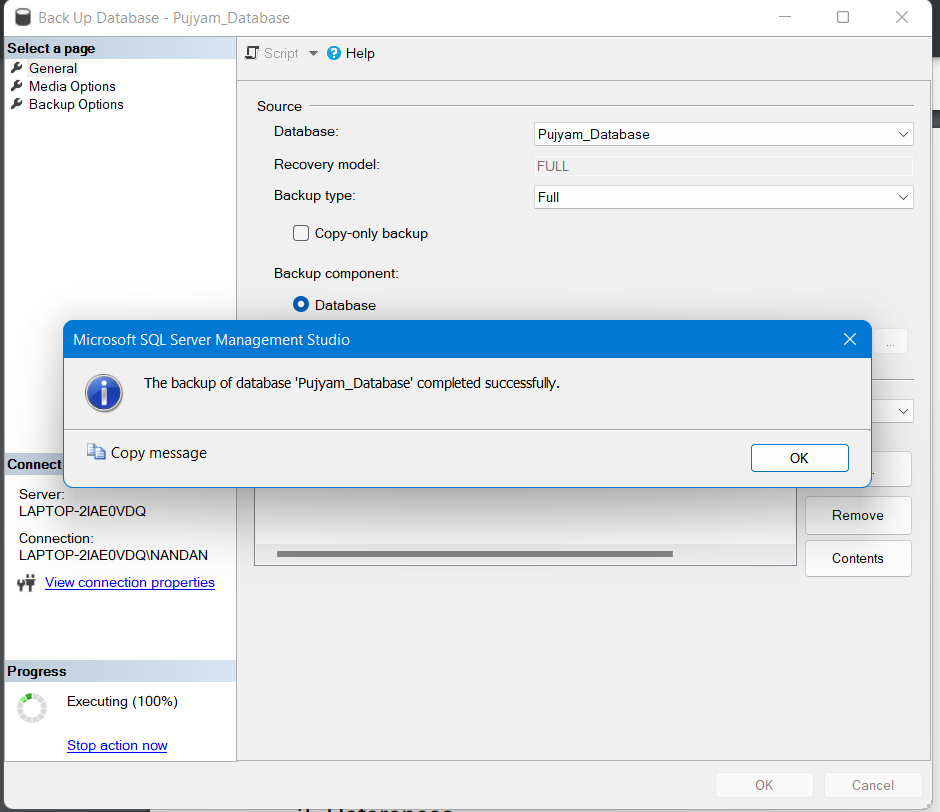 Back Up Database - Pujyam_Database
Select a page
General
Media Options
Backup Options
Script
Help
Source
Database:
Pujyam_Database
Recovery model:
FULL
Backup type:
Full
Copy-only backup
Backup component:
Database
...
Microsoft SQL Server Management Studio
The backup of database 'Pujyam_Database' completed successfully.
Copy message
OK
Connect
Server:
LAPTOP-2IAE0VDQ
Connection:
LAPTOP-2IAE0VDQ\NANDAN
View connection properties
Remove
Contents
Progress
Executing (100%)
Stop action now
OK
Cancel